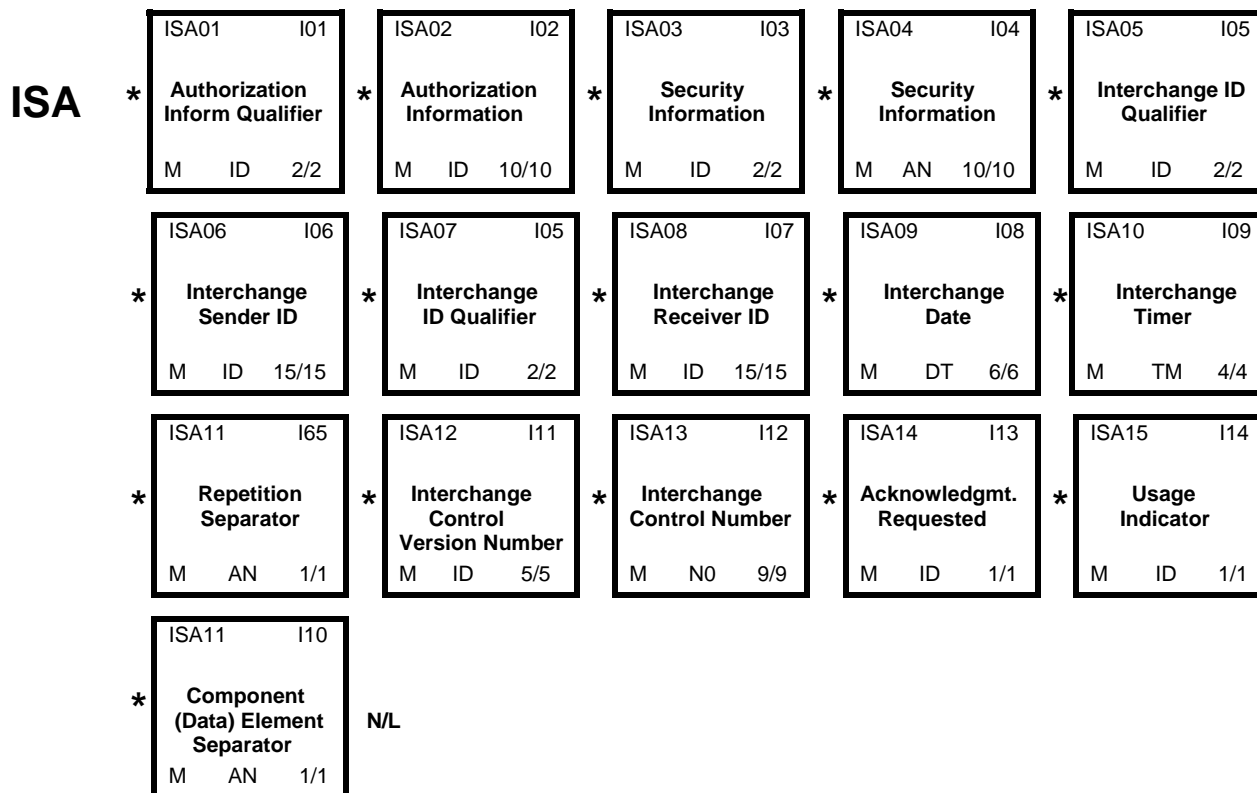 ISA
* ISA01 I01
Authorization
Inform Qualifier
M ID 2/2
* ISA02 I02
Authorization
Information
M ID 10/10
* ISA03 I03
Security
Information
M ID 2/2
* ISA04 I04
Security
Information
M AN 10/10
* ISA05 I05
Interchange ID
Qualifier
M ID 2/2
* ISA06 I06
Interchange
Sender ID
M ID 15/15
* ISA07 I05
Interchange
ID Qualifier
M ID 2/2
* ISA08 I07
Interchange
Receiver ID
M ID 15/15
* ISA09 I08
Interchange
Date
M DT 6/6
* ISA10 I09
Interchange
Timer
M TM 4/4
* ISA11 I65
Repetition
Separator
M AN 1/1
* ISA12 I11
Interchange
Control
Version Number
M ID 5/5
* ISA13 I12
Interchange
Control Number
M N0 9/9
* ISA14 I13
Acknowledgmt.
Requested
M ID 1/1
* ISA15 I14
Usage
Indicator
M ID 1/1
* ISA11 I10
Component
(Data) Element
Separator
M AN 1/1
N/L